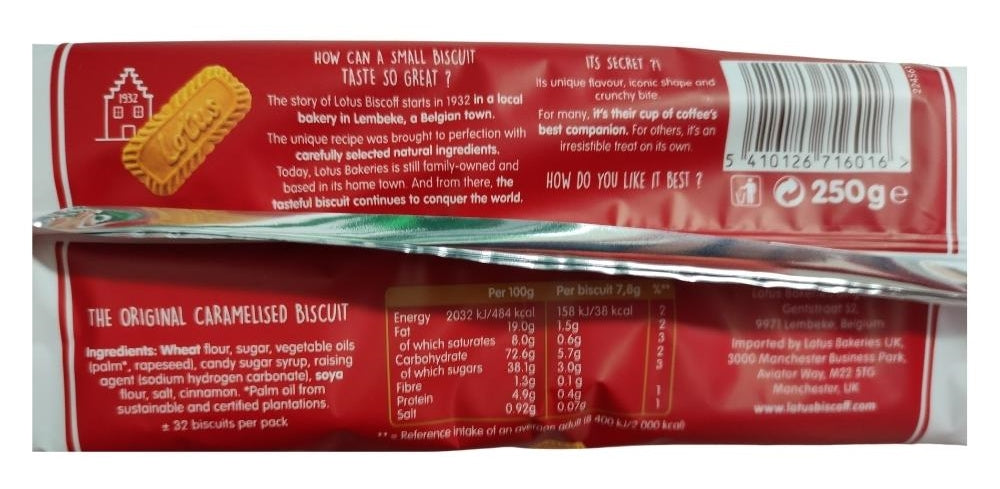 1932
Lotus
HOW CAN A SMALL BISCUIT
TASTE SO GREAT ?
The story of Lotus Biscoff starts in 1932 in a local
bakery in Lembeke, a Belgian town.
The unique recipe was brought to perfection with
carefully selected natural ingredients.
Today, Lotus Bakeries is still family-owned and
based in its home town. And from there, the
tasteful biscuit continues to conquer the world.
ITS SECRET ?!
Its unique flavour, iconic shape and
crunchy bite
For many, it's their cup of coffee's
best companion. For others, it's an
irresistible treat on its own.
HOW DO YOU LIKE IT BEST ?
5 410126 716016 >
250g e
THE ORIGINAL CARAMELISED BISCUIT
Ingredients: Wheat flour, sugar, vegetable oils
(palm*, rapeseed), candy sugar syrup, raising
agent (sodium hydrogen carbonate), soya
flour, salt, cinnamon. *Palm oil from
sustainable and certified plantations.
± 32 biscuits per pack
Per 100g Per biscuit 7,8g %**
Energy 2032 kJ/484 kcal 158 kJ/38 kcal 2
Fat 19.0g 1.5g 2
of which saturates 8.0g 0.6g 3
Carbohydrate 72.6g 5.7g 2
of which sugars 38.1g 3.0g 3
Fibre 1.3g 0.1g
Protein 4.9g 0.4g 1
Salt 0.92g 0.07g 1
** = Reference intake of an average adult (8 400 kJ/2 000 kcal)
Lotus Bakeries
Gentstraat 52,
9971 Lembeke, Belgium
Imported by Lotus Bakeries UK,
3000 Manchester Business Park,
Aviator Way, M22 5TG
Manchester, UK
www.lotusbiscoff.com